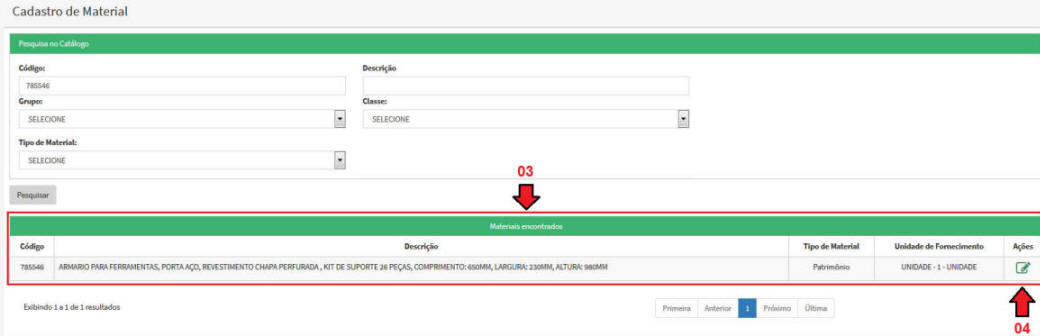 Cadastro de Material
Pesquisa no Catálogo
Código: Descrição
785546
Grupo: Classe:
SELECIONE SELECIONE
Tipo de Material:
SELECIONE
03
Pesquisar
Materiais encontrados
Código Descrição Tipo de Material Unidade de Fornecimento Ações
785546 ARMARIO PARA FERRAMENTAS, PORTA AÇO, REVESTIMENTO CHAPA PERFURADA , KIT DE SUPORTE 26 PEÇAS, COMPRIMENTO: 650MM, LARGURA: 230MM, ALTURA: 980MM Patrimônio UNIDADE - 1 - UNIDADE
Exibindo 1 a 1 de 1 resultados Primeira Anterior 1 Próximo Última
04